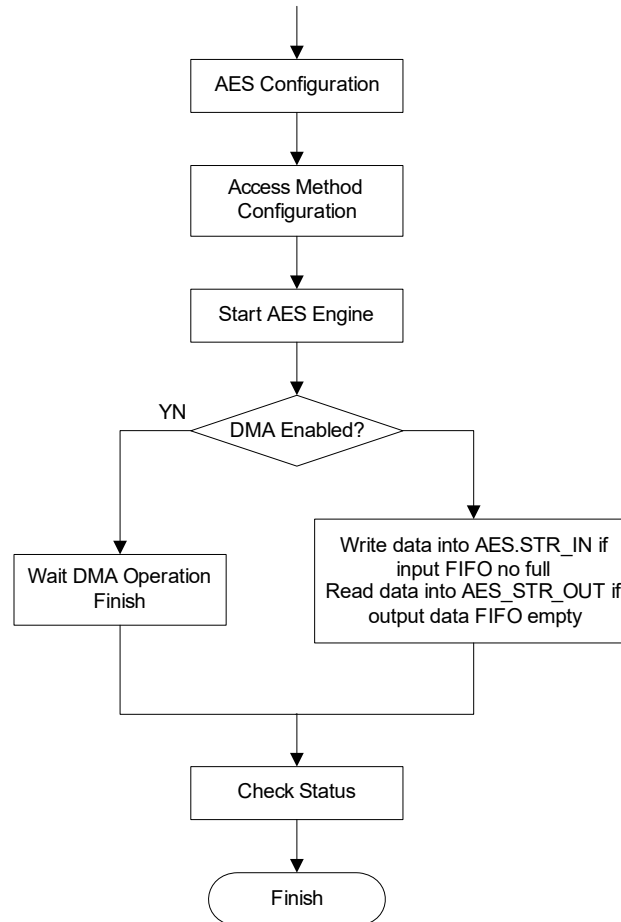 AES Configuration
Access Method
Configuration
Start AES Engine
YN
DMA Enabled?
Wait DMA Operation
Finish
Write data into AES.STR_IN if
input FIFO no full
Read data into AES_STR_OUT if
output data FIFO empty
Check Status
Finish